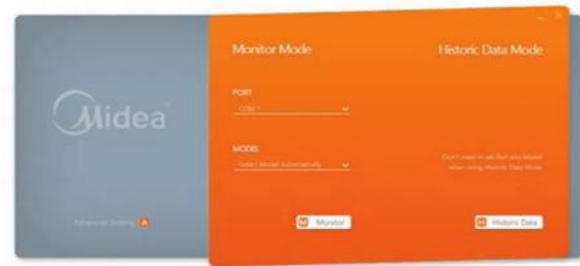 Midea
Advanced Setting A
Monitor Mode
PORT
COM 1
MODEL
Select Model Automatically
M Monitor
Historic Data Mode
Don't need to set Port and Model
when using Historic Data Mode
H Historic Data